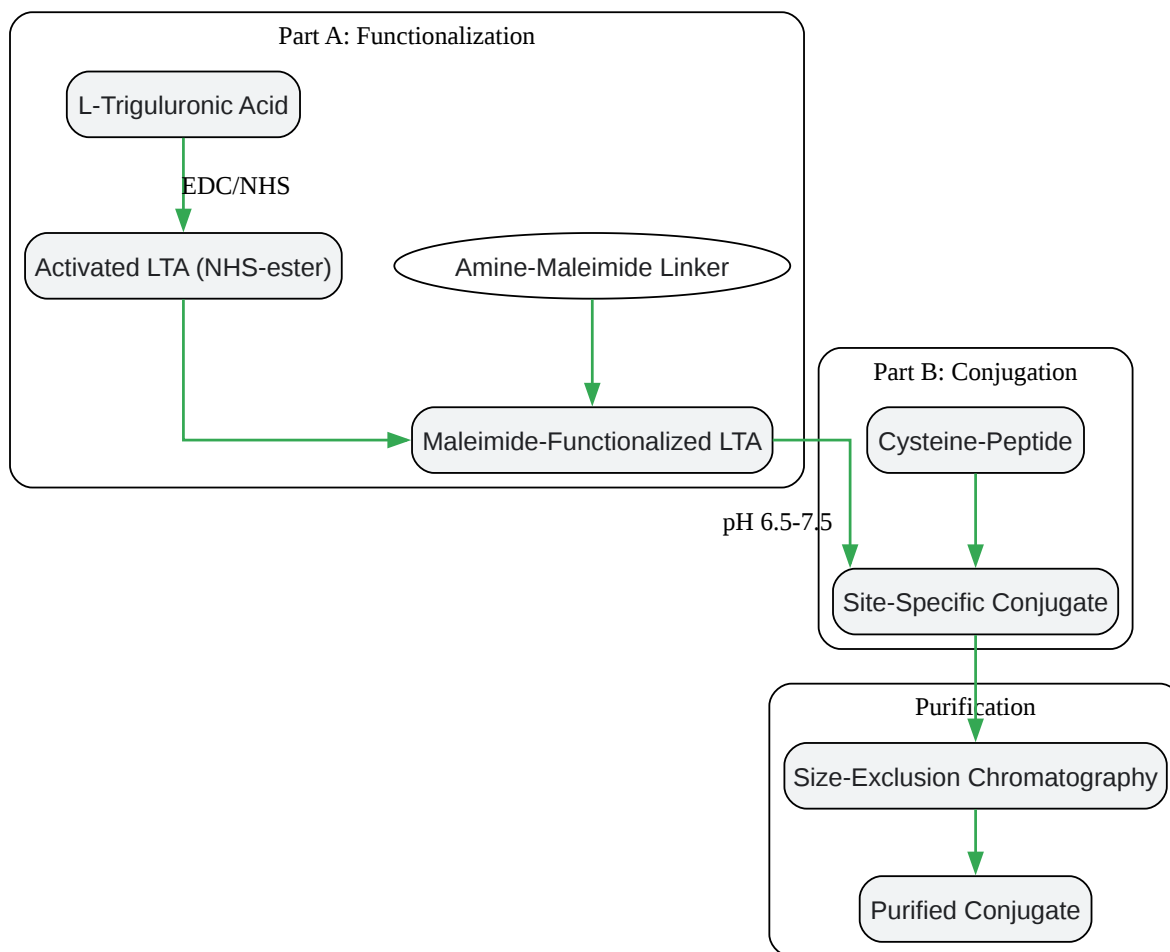 Part A: Functionalization
L-Triguluronic Acid
EDC/NHS
Activated LTA (NHS-ester)
Amine-Maleimide Linker
Maleimide-Functionalized LTA
Part B: Conjugation
Cysteine-Peptide
pH 6.5-7.5
Site-Specific Conjugate
Purification
Size-Exclusion Chromatography
Purified Conjugate